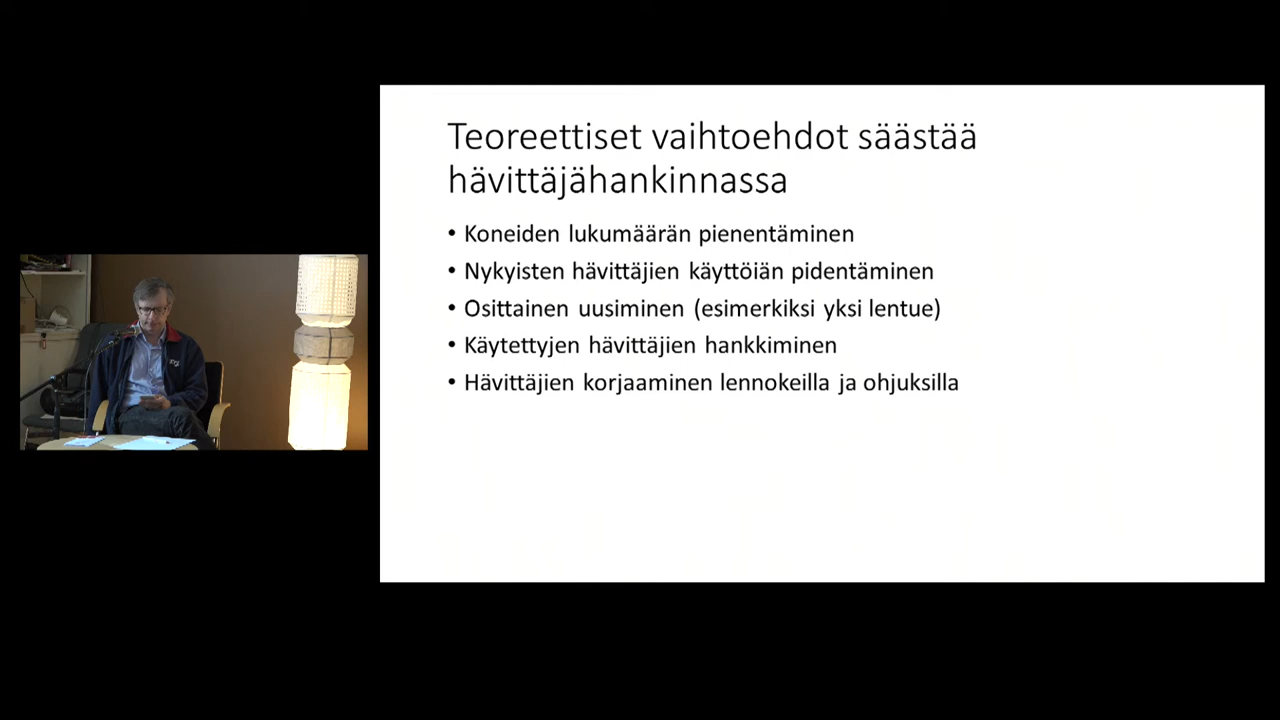 Teoreettiset vaihtoehdot säästää
hävittäjähankinnassa
• Koneiden lukumäärän pienentäminen
• Nykyisten hävittäjien käyttöiän pidentäminen
• Osittainen uusiminen (esimerkiksi yksi lentue)
• Käytettyjen hävittäjien hankkiminen
• Hävittäjien korjaaminen lennokeilla ja ohjuksilla